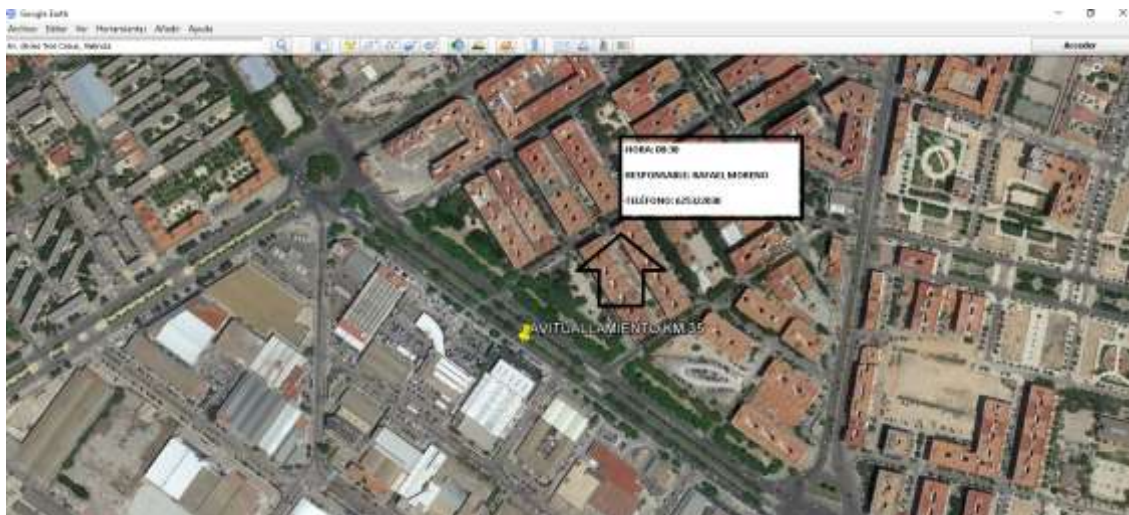 Google Earth
Archivo Editar Ver Herramientas Añadir Ayuda
Acceder
HORA: 08:30
RESPONSABLE: RAFAEL MORENO
TELÉFONO:
AVITUALLAMIENTO KM 35